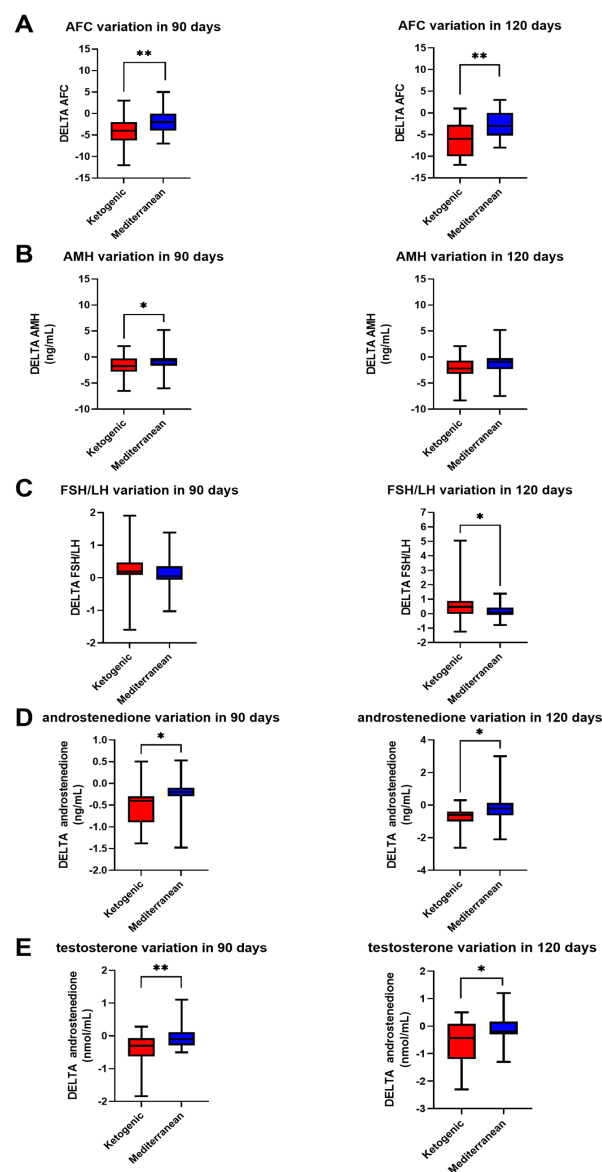 A
AFC variation in 90 days
**
15
10
5
0
-5
-10
-15
DELTA AFC
Ketogenic
Mediterranean
AFC variation in 120 days
**
15
10
5
0
-5
-10
-15
DELTA AFC
Ketogenic
Mediterranean
B
AMH variation in 90 days
*
15
10
5
0
-5
-10
DELTA AMH
(ng/mL)
Ketogenic
Mediterranean
AMH variation in 120 days
15
10
5
0
-5
-10
DELTA AMH
(ng/mL)
Ketogenic
Mediterranean
C
FSH/LH variation in 90 days
2
1
0
-1
-2
DELTA FSH/LH
Ketogenic
Mediterranean
FSH/LH variation in 120 days
*
7
6
5
4
3
2
1
0
-1
-2
DELTA FSH/LH
Ketogenic
Mediterranean
D
androstenedione variation in 90 days
*
1.0
0.5
0.0
-0.5
-1.0
-1.5
-2.0
DELTA androstenedione
(ng/mL)
Ketogenic
Mediterranean
androstenedione variation in 120 days
*
4
2
0
-2
-4
DELTA androstenedione
(ng/mL)
Ketogenic
Mediterranean
E
testosterone variation in 90 days
**
2
1
0
-1
-2
DELTA androstenedione
(nmol/mL)
Ketogenic
Mediterranean
testosterone variation in 120 days
*
2
1
0
-1
-2
-3
DELTA androstenedione
(nmol/mL)
Ketogenic
Mediterranean